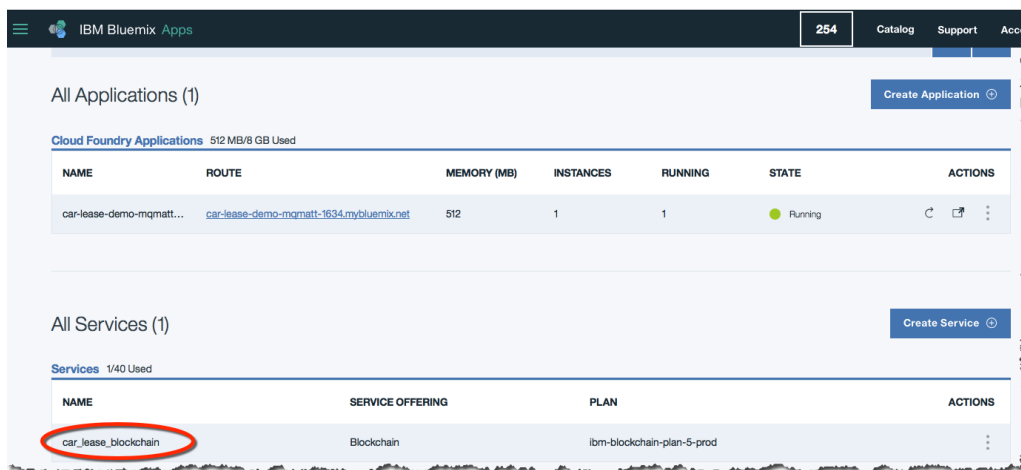 IBM Bluemix Apps 254 Catalog Support Acc
All Applications (1) Create Application
Cloud Foundry Applications 512 MB/8 GB Used
NAME ROUTE MEMORY (MB) INSTANCES RUNNING STATE ACTIONS
car-lease-demo-mqmatt... car-lease-demo-mqmatt-1634.mybluemix.net 512 1 1 Running
All Services (1) Create Service
Services 1/40 Used
NAME SERVICE OFFERING PLAN ACTIONS
car_lease_blockchain Blockchain ibm-blockchain-plan-5-prod